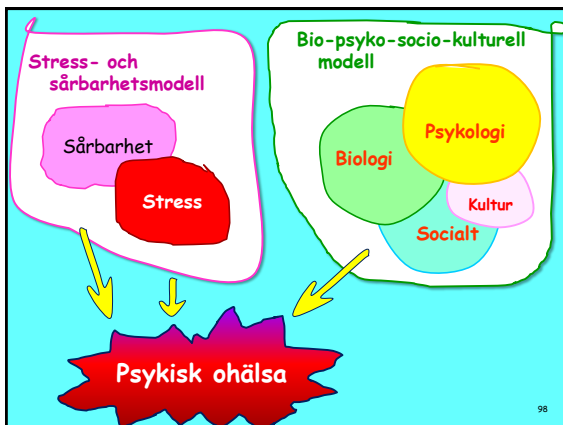 Stress- och
sårbarhetsmodell
Sårbarhet
Stress
Bio-psyko-socio-kulturell
modell
Psykologi
Biologi
Kultur
Socialt
Psykisk ohälsa
98